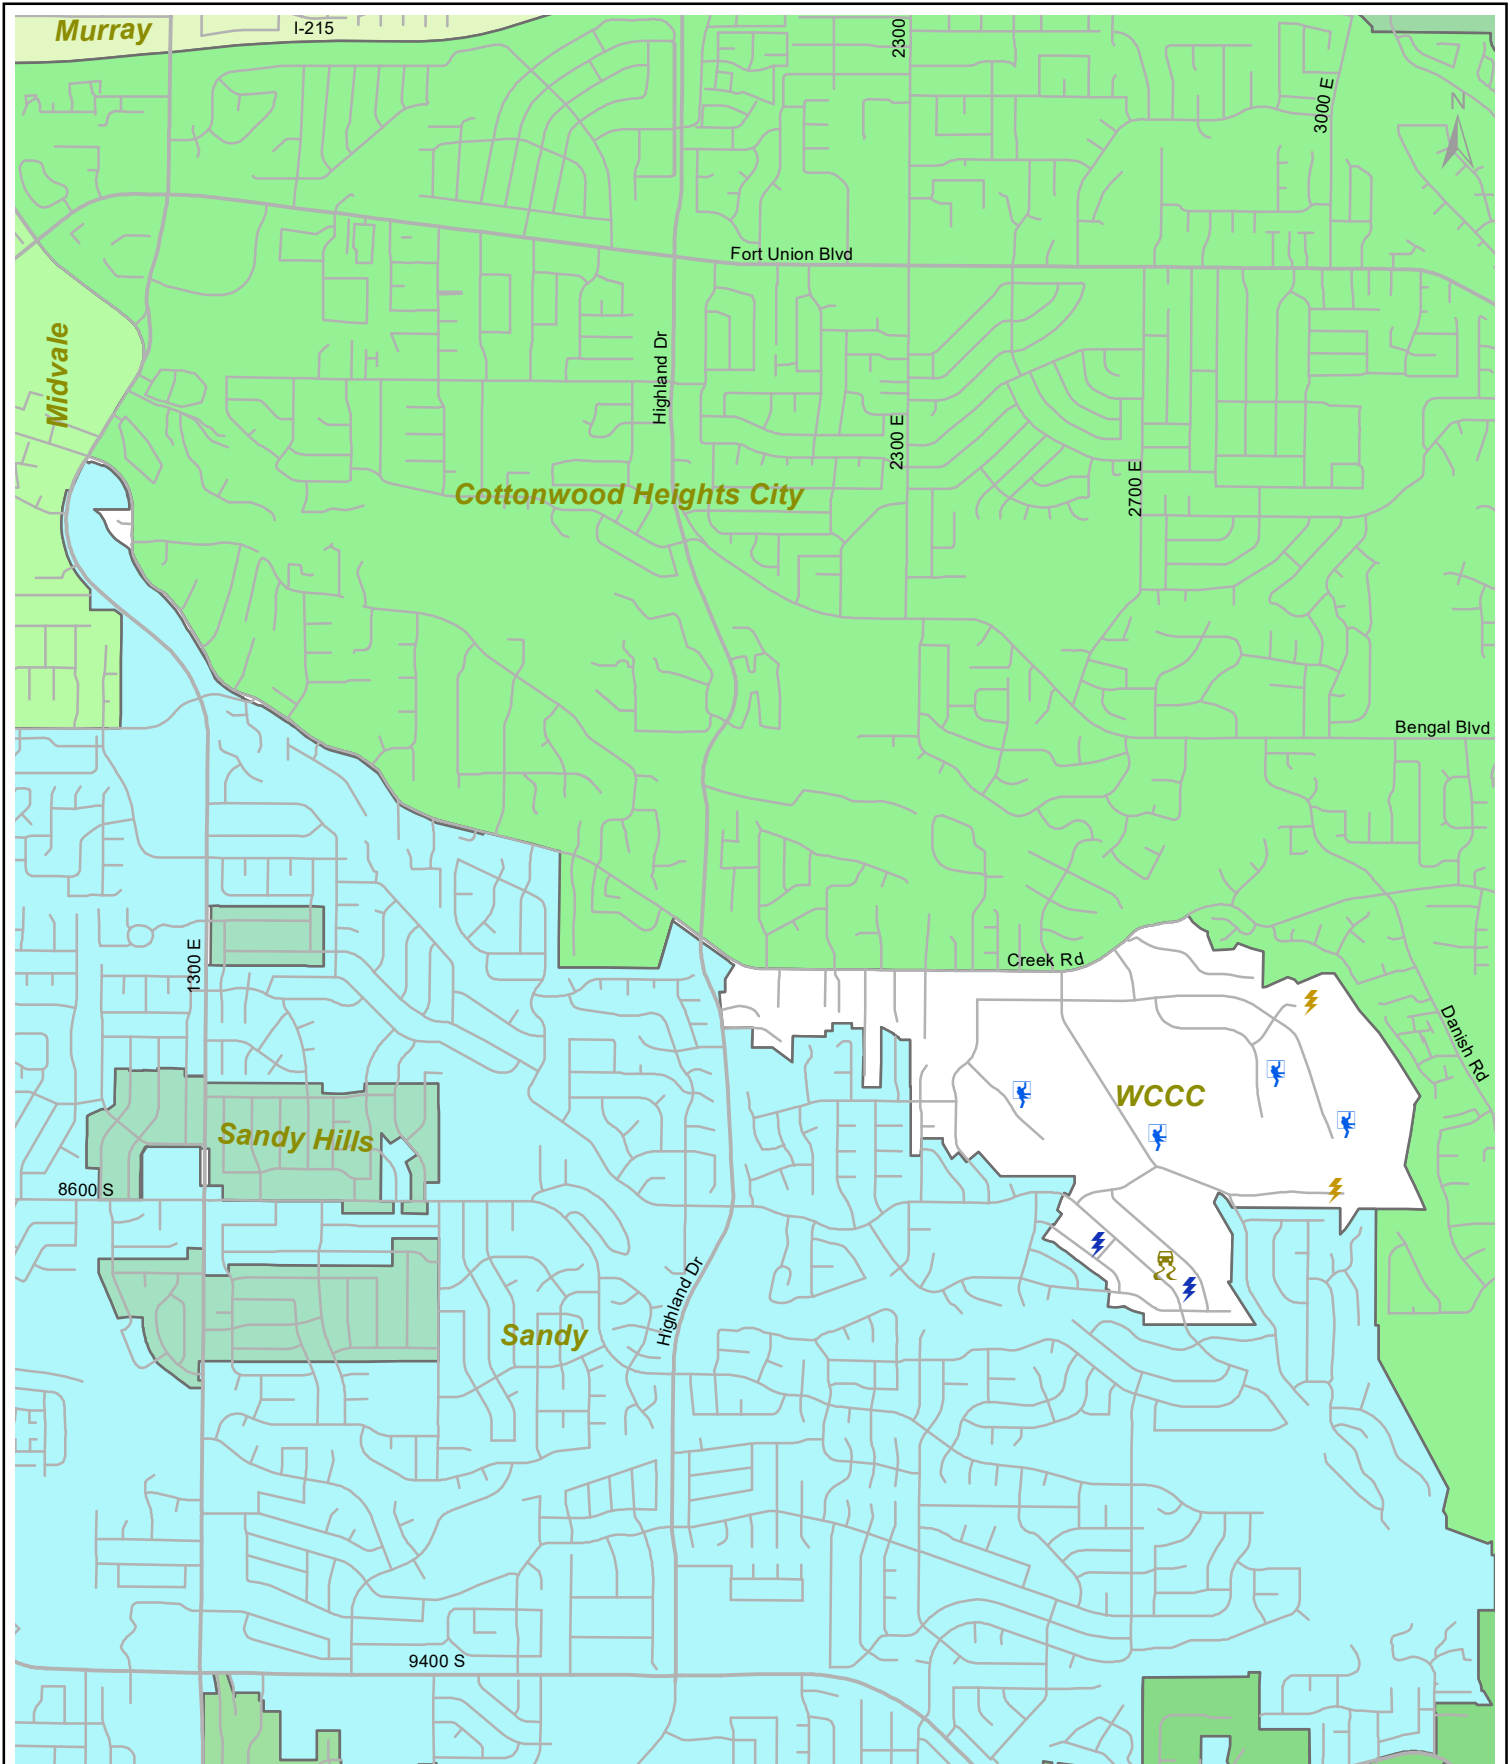 Murray
I-215
2300
3000 E
N
Fort Union Blvd
Midvale
Highland Dr
2300 E
2700 E
Cottonwood Heights City
Bengal Blvd
1300 E
Creek Rd
Danish Rd
WCCC
Sandy Hills
8600 S
Highland Dr
Sandy
9400 S